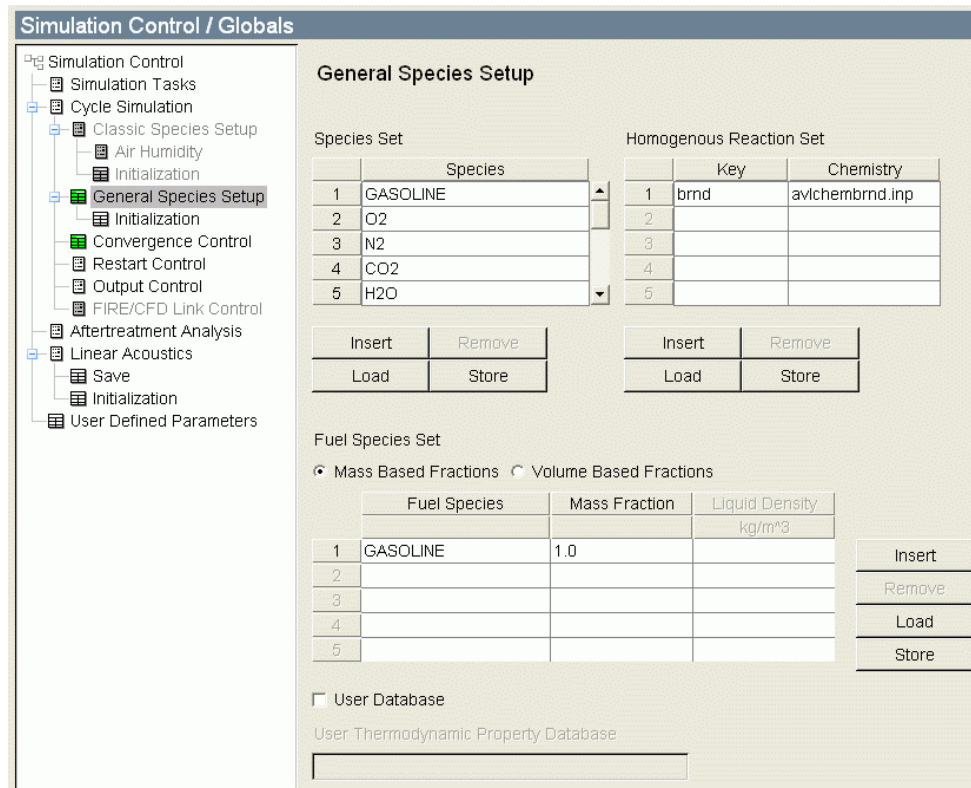 Simulation Control / Globals
Simulation Control
Simulation Tasks
Cycle Simulation
Classic Species Setup
Air Humidity
Initialization
General Species Setup
Initialization
Convergence Control
Restart Control
Output Control
FIRE/CFD Link Control
Aftertreatment Analysis
Linear Acoustics
Save
Initialization
User Defined Parameters
General Species Setup
Species Set
Species
1 GASOLINE
2 O2
3 N2
4 CO2
5 H2O
Insert Remove
Load Store
Homogenous Reaction Set
Key Chemistry
1 brnd avlchembrnd.inp
2
3
4
5
Insert Remove
Load Store
Fuel Species Set
Mass Based Fractions Volume Based Fractions
Fuel Species Mass Fraction Liquid Density
kg/m^3
1 GASOLINE 1.0
2
3
4
5
Insert
Remove
Load
Store
User Database
User Thermodynamic Property Database